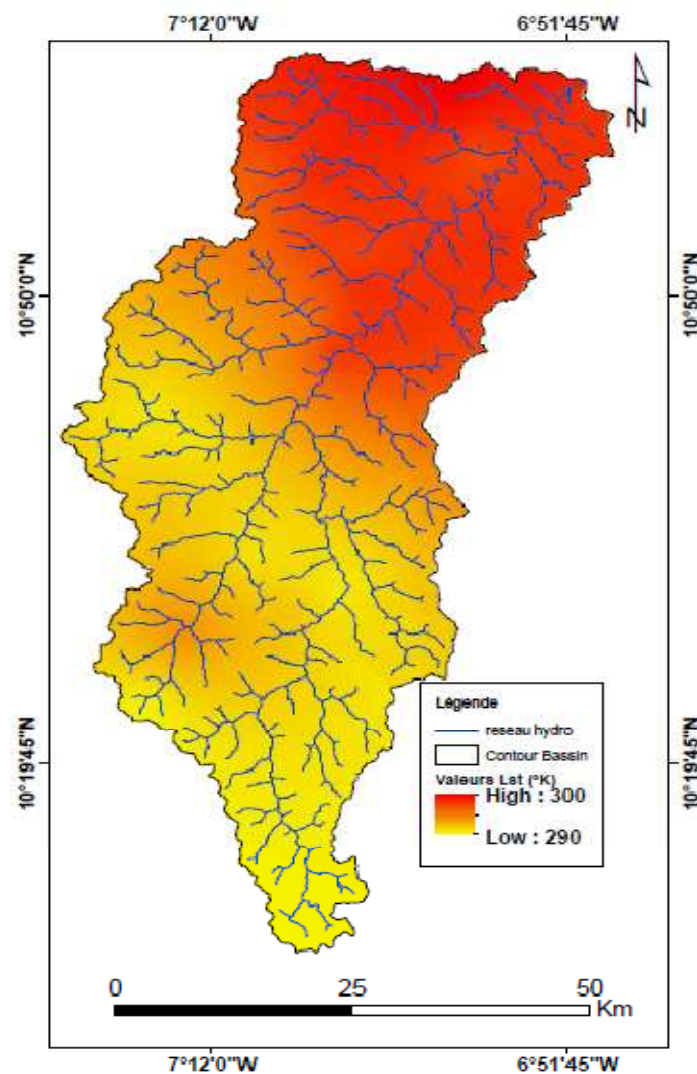 7°12'0"W 6°51'45"W
N
10°50'0"N 10°50'0"N
Légende
reseau hydro
Contour Bassin
Valeurs Lst (°K)
High : 300
Low : 290
10°19'45"N 10°19'45"N
0 25 50
Km
7°12'0"W 6°51'45"W